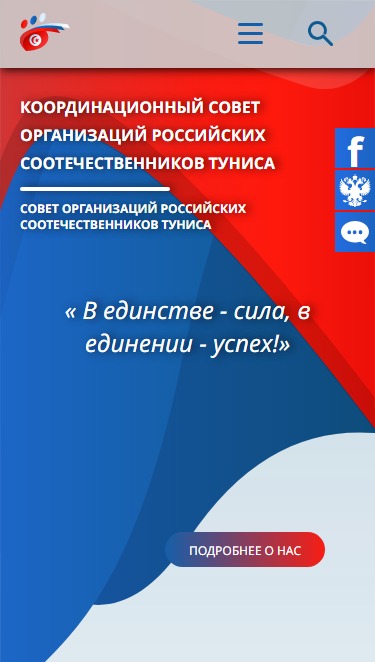 КООРДИНАЦИОННЫЙ СОВЕТ
ОРГАНИЗАЦИЙ РОССИЙСКИХ
СООТЕЧЕСТВЕННИКОВ ТУНИСА
СОВЕТ ОРГАНИЗАЦИЙ РОССИЙСКИХ
СООТЕЧЕСТВЕННИКОВ ТУНИСА
« В единстве - сила, в
единении - успех!»
ПОДРОБНЕЕ О НАС